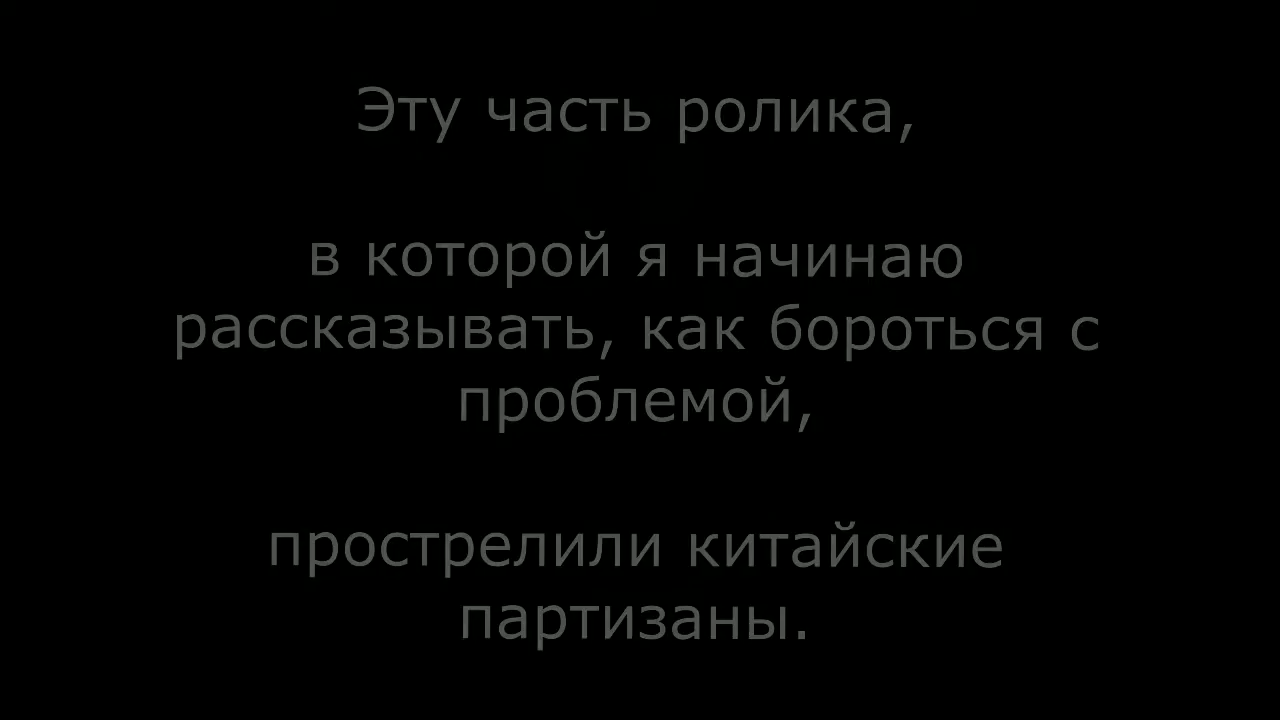 Эту часть ролика,
в которой я начинаю
рассказывать, как бороться с
проблемой,
прострелили китайские
партизаны.